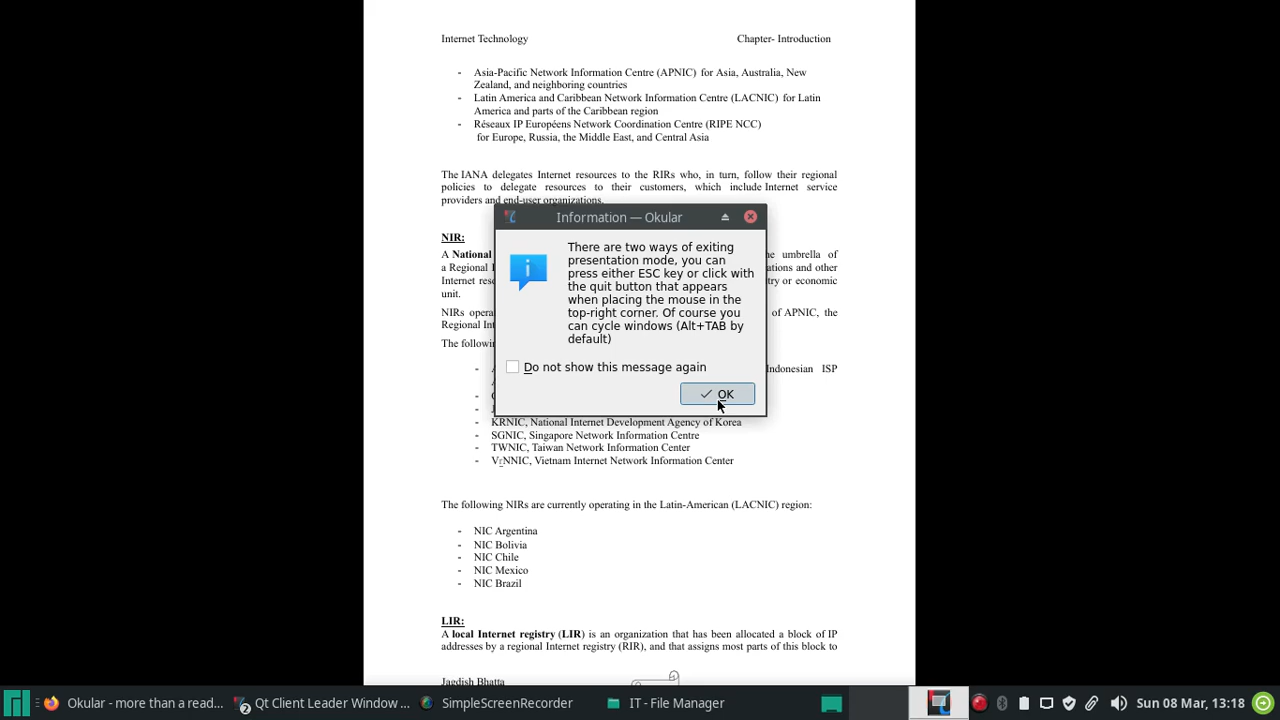 Internet Technology Chapter- Introduction
- Asia-Pacific Network Information Centre (APNIC) for Asia, Australia, New
Zealand, and neighboring countries
- Latin America and Caribbean Network Information Centre (LACNIC) for Latin
America and parts of the Caribbean region
- Réseaux IP Européens Network Coordination Centre (RIPE NCC)
for Europe, Russia, the Middle East, and Central Asia
The IANA delegates Internet resources to the RIRs who, in turn, follow their regional
policies to delegate resources to their customers, which include Internet service
providers and end-user organizations.
NIR:
A National he umbrella of
a Regional I ations and other
Internet reso try or economic
unit.
NIRs opera of APNIC, the
Regional Int
The followin
Indonesian ISP
Information — Okular
There are two ways of exiting
presentation mode, you can
press either ESC key or click with
the quit button that appears
when placing the mouse in the
top-right corner. Of course you
can cycle windows (Alt+TAB by
default)
Do not show this message again
OK
- KRNIC, National Internet Development Agency of Korea
- SGNIC, Singapore Network Information Centre
- TWNIC, Taiwan Network Information Center
- VNNIC, Vietnam Internet Network Information Center
The following NIRs are currently operating in the Latin-American (LACNIC) region:
- NIC Argentina
- NIC Bolivia
- NIC Chile
- NIC Mexico
- NIC Brazil
LIR:
A local Internet registry (LIR) is an organization that has been allocated a block of IP
addresses by a regional Internet registry (RIR), and that assigns most parts of this block to
Jagdish Bhatta
Okular - more than a read... Qt Client Leader Window ... SimpleScreenRecorder IT - File Manager Sun 08 Mar, 13:18